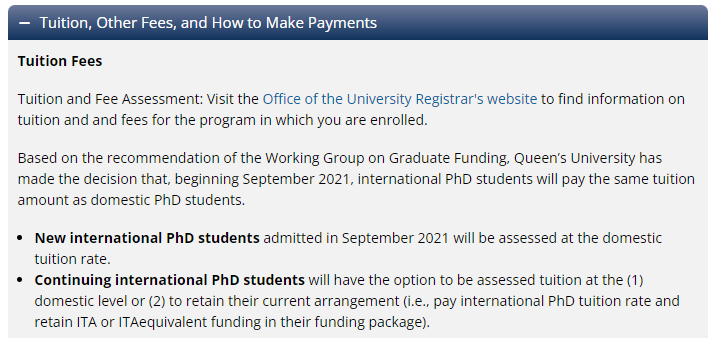 − Tuition, Other Fees, and How to Make Payments
Tuition Fees
Tuition and Fee Assessment: Visit the Office of the University Registrar's website to find information on
tuition and and fees for the program in which you are enrolled.
Based on the recommendation of the Working Group on Graduate Funding, Queen’s University has
made the decision that, beginning September 2021, international PhD students will pay the same tuition
amount as domestic PhD students.
• New international PhD students admitted in September 2021 will be assessed at the domestic
tuition rate.
• Continuing international PhD students will have the option to be assessed tuition at the (1)
domestic level or (2) to retain their current arrangement (i.e., pay international PhD tuition rate and
retain ITA or ITAequivalent funding in their funding package).